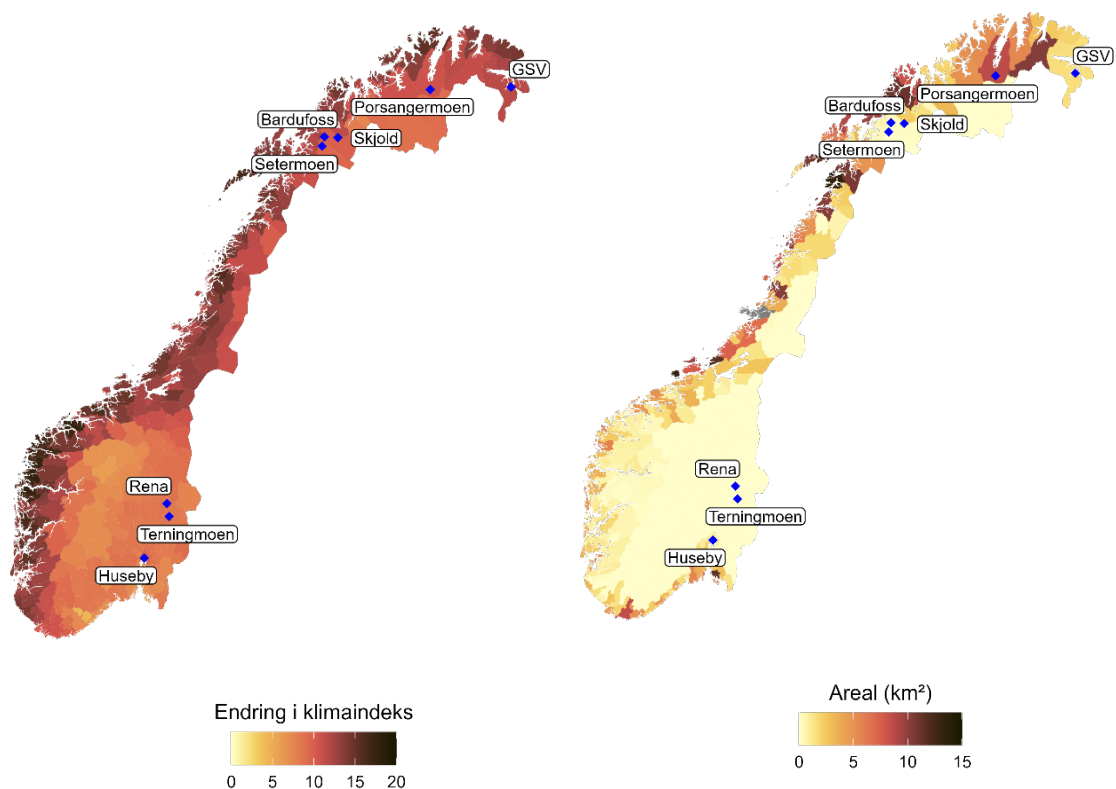 GSV
Porsangermoen
Bardufoss
Skjold
Setermoen
Rena
Terningmoen
Huseby
Endring i klimaindeks
0 5 10 15 20
GSV
Porsangermoen
Bardufoss
Skjold
Setermoen
Rena
Terningmoen
Huseby
Areal (km²)
0 5 10 15